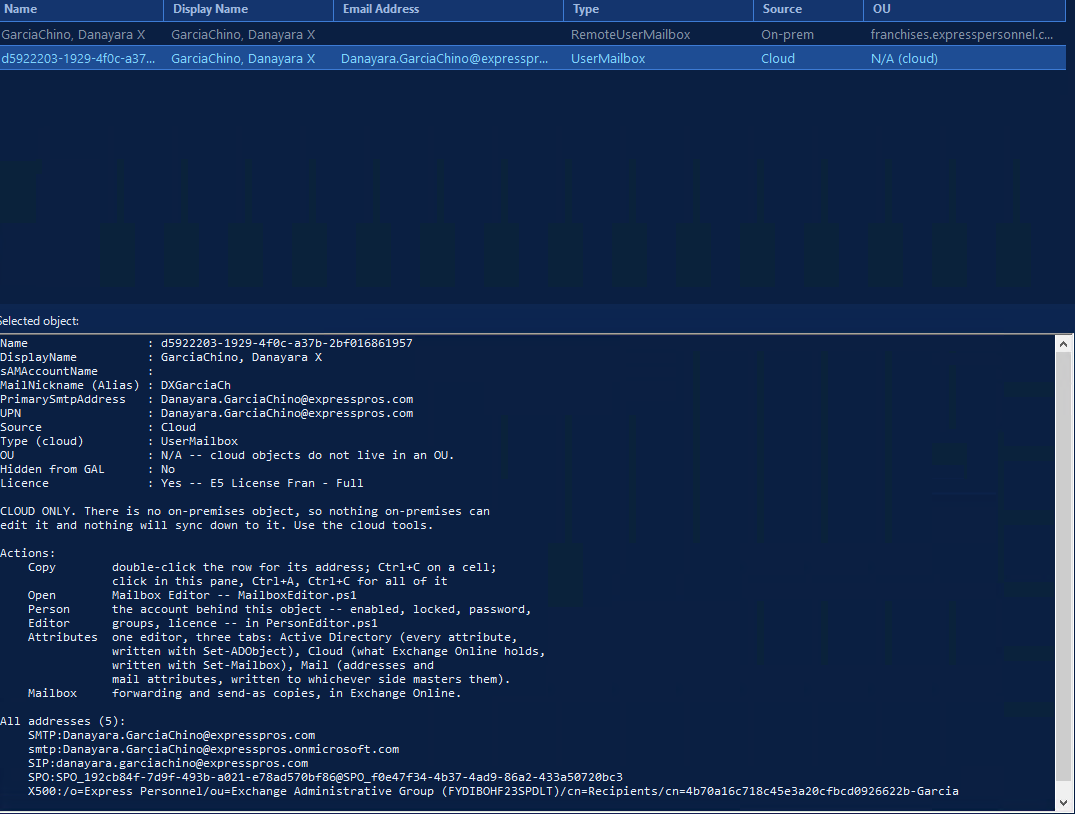 Name Display Name Email Address Type Source OU
GarciaChino, Danayara X GarciaChino, Danayara X RemoteUserMailbox On-prem franchises.expresspersonnel.c...
d5922203-1929-4f0c-a37... GarciaChino, Danayara X Danayara.GarciaChino@expresspr... UserMailbox Cloud N/A (cloud)
Selected object:
Name : d5922203-1929-4f0c-a37b-2bf016861957
DisplayName : GarciaChino, Danayara X
sAMAccountName :
MailNickname (Alias) : DXGarciaCh
PrimarySmtpAddress : Danayara.GarciaChino@expresspros.com
UPN : Danayara.GarciaChino@expresspros.com
Source : Cloud
Type (cloud) : UserMailbox
OU : N/A -- cloud objects do not live in an OU.
Hidden from GAL : No
Licence : Yes -- E5 License Fran - Full
CLOUD ONLY. There is no on-premises object, so nothing on-premises can
edit it and nothing will sync down to it. Use the cloud tools.
Actions:
Copy double-click the row for its address; Ctrl+C on a cell;
click in this pane, Ctrl+A, Ctrl+C for all of it
Open Mailbox Editor -- MailboxEditor.ps1
Person the account behind this object -- enabled, locked, password,
Editor groups, licence -- in PersonEditor.ps1
Attributes one editor, three tabs: Active Directory (every attribute,
written with Set-ADObject), Cloud (what Exchange Online holds,
written with Set-Mailbox), Mail (addresses and
mail attributes, written to whichever side masters them).
Mailbox forwarding and send-as copies, in Exchange Online.
All addresses (5):
SMTP:Danayara.GarciaChino@expresspros.com
smtp:Danayara.GarciaChino@expresspros.onmicrosoft.com
SIP:danayara.garciachino@expresspros.com
SPO:SPO_192cb84f-7d9f-493b-a021-e78ad570bf86@SPO_f0e47f34-4b37-4ad9-86a2-433a50720bc3
X500:/o=Express Personnel/ou=Exchange Administrative Group (FYDIBOHF23SPDLT)/cn=Recipients/cn=4b70a16c718c45e3a20cfbcd0926622b-Garcia